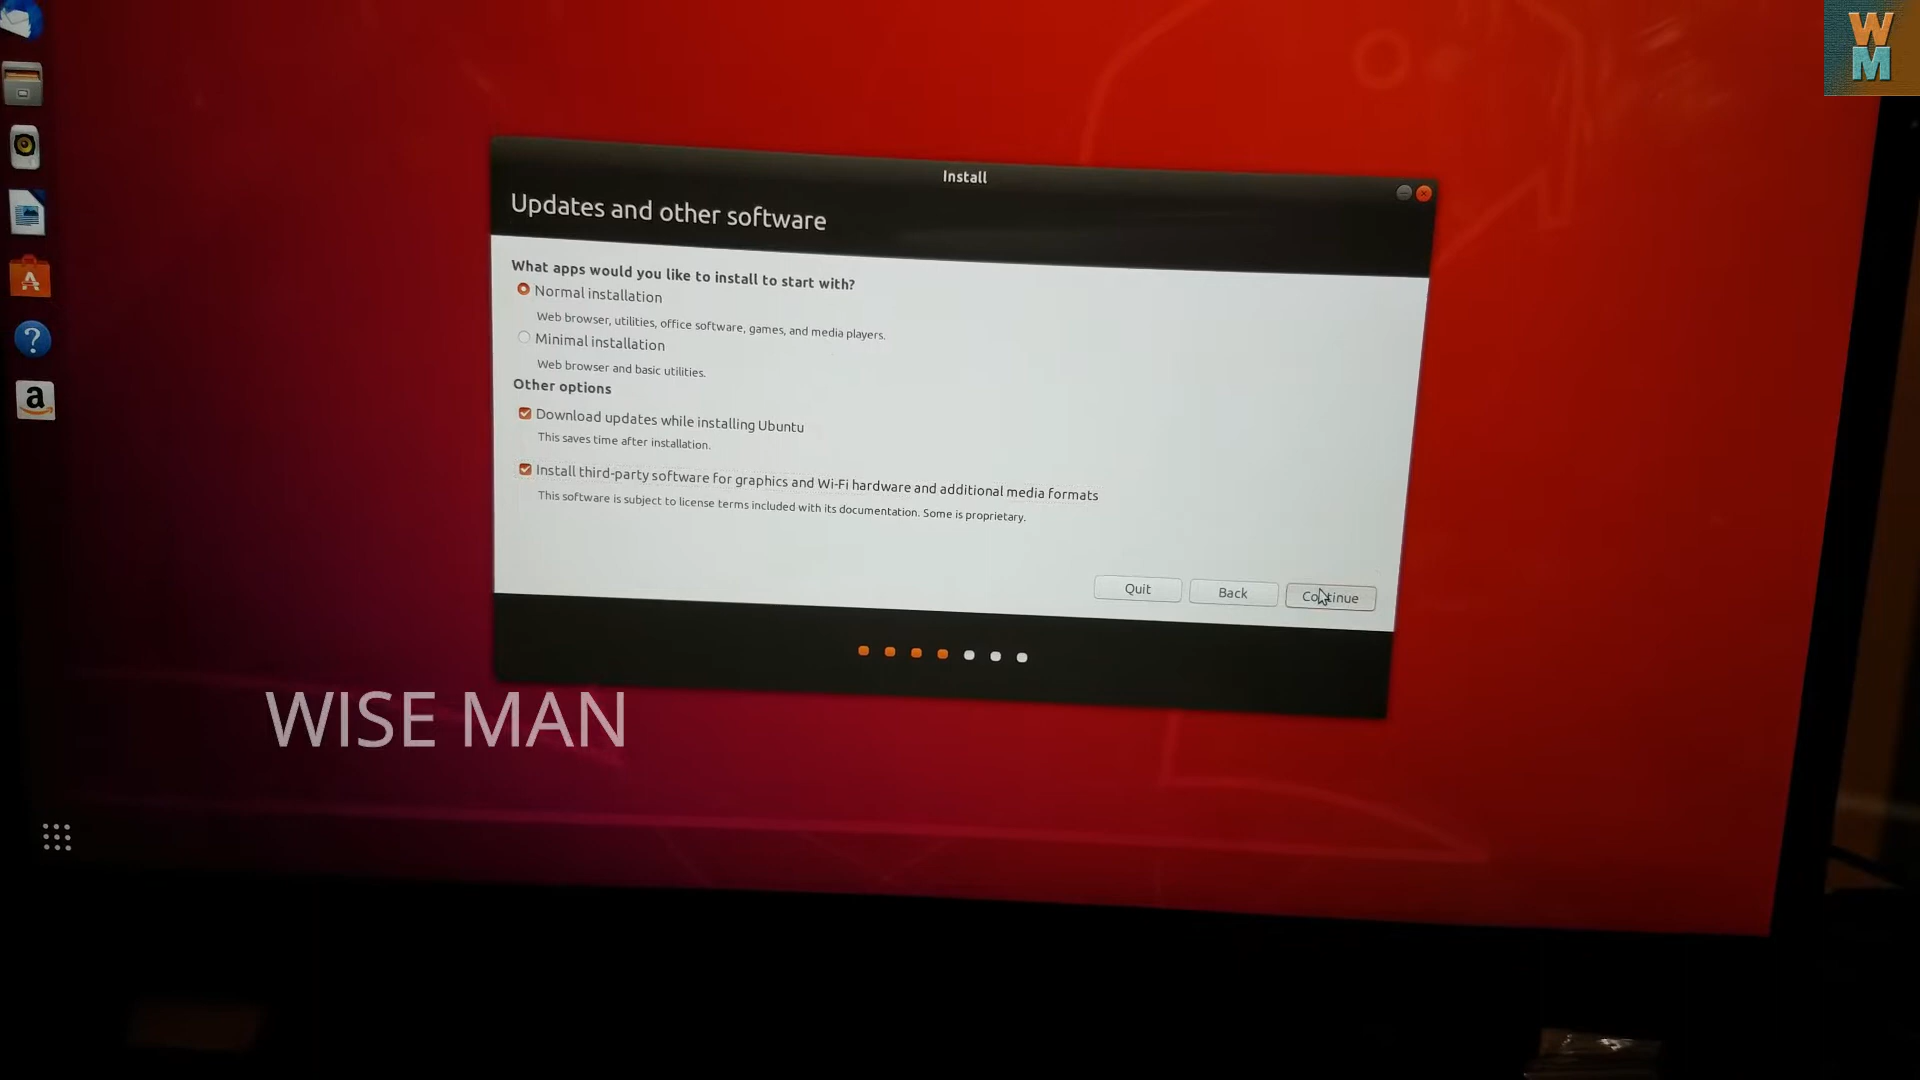 W
M
Install
Updates and other software
What apps would you like to install to start with?
Normal installation
Web browser, utilities, office software, games, and media players.
Minimal installation
Web browser and basic utilities.
Other options
Download updates while installing Ubuntu
This saves time after installation.
Install third-party software for graphics and Wi-Fi hardware and additional media formats
This software is subject to license terms included with its documentation. Some is proprietary.
Quit
Back
Continue
WISE MAN
A
?
a